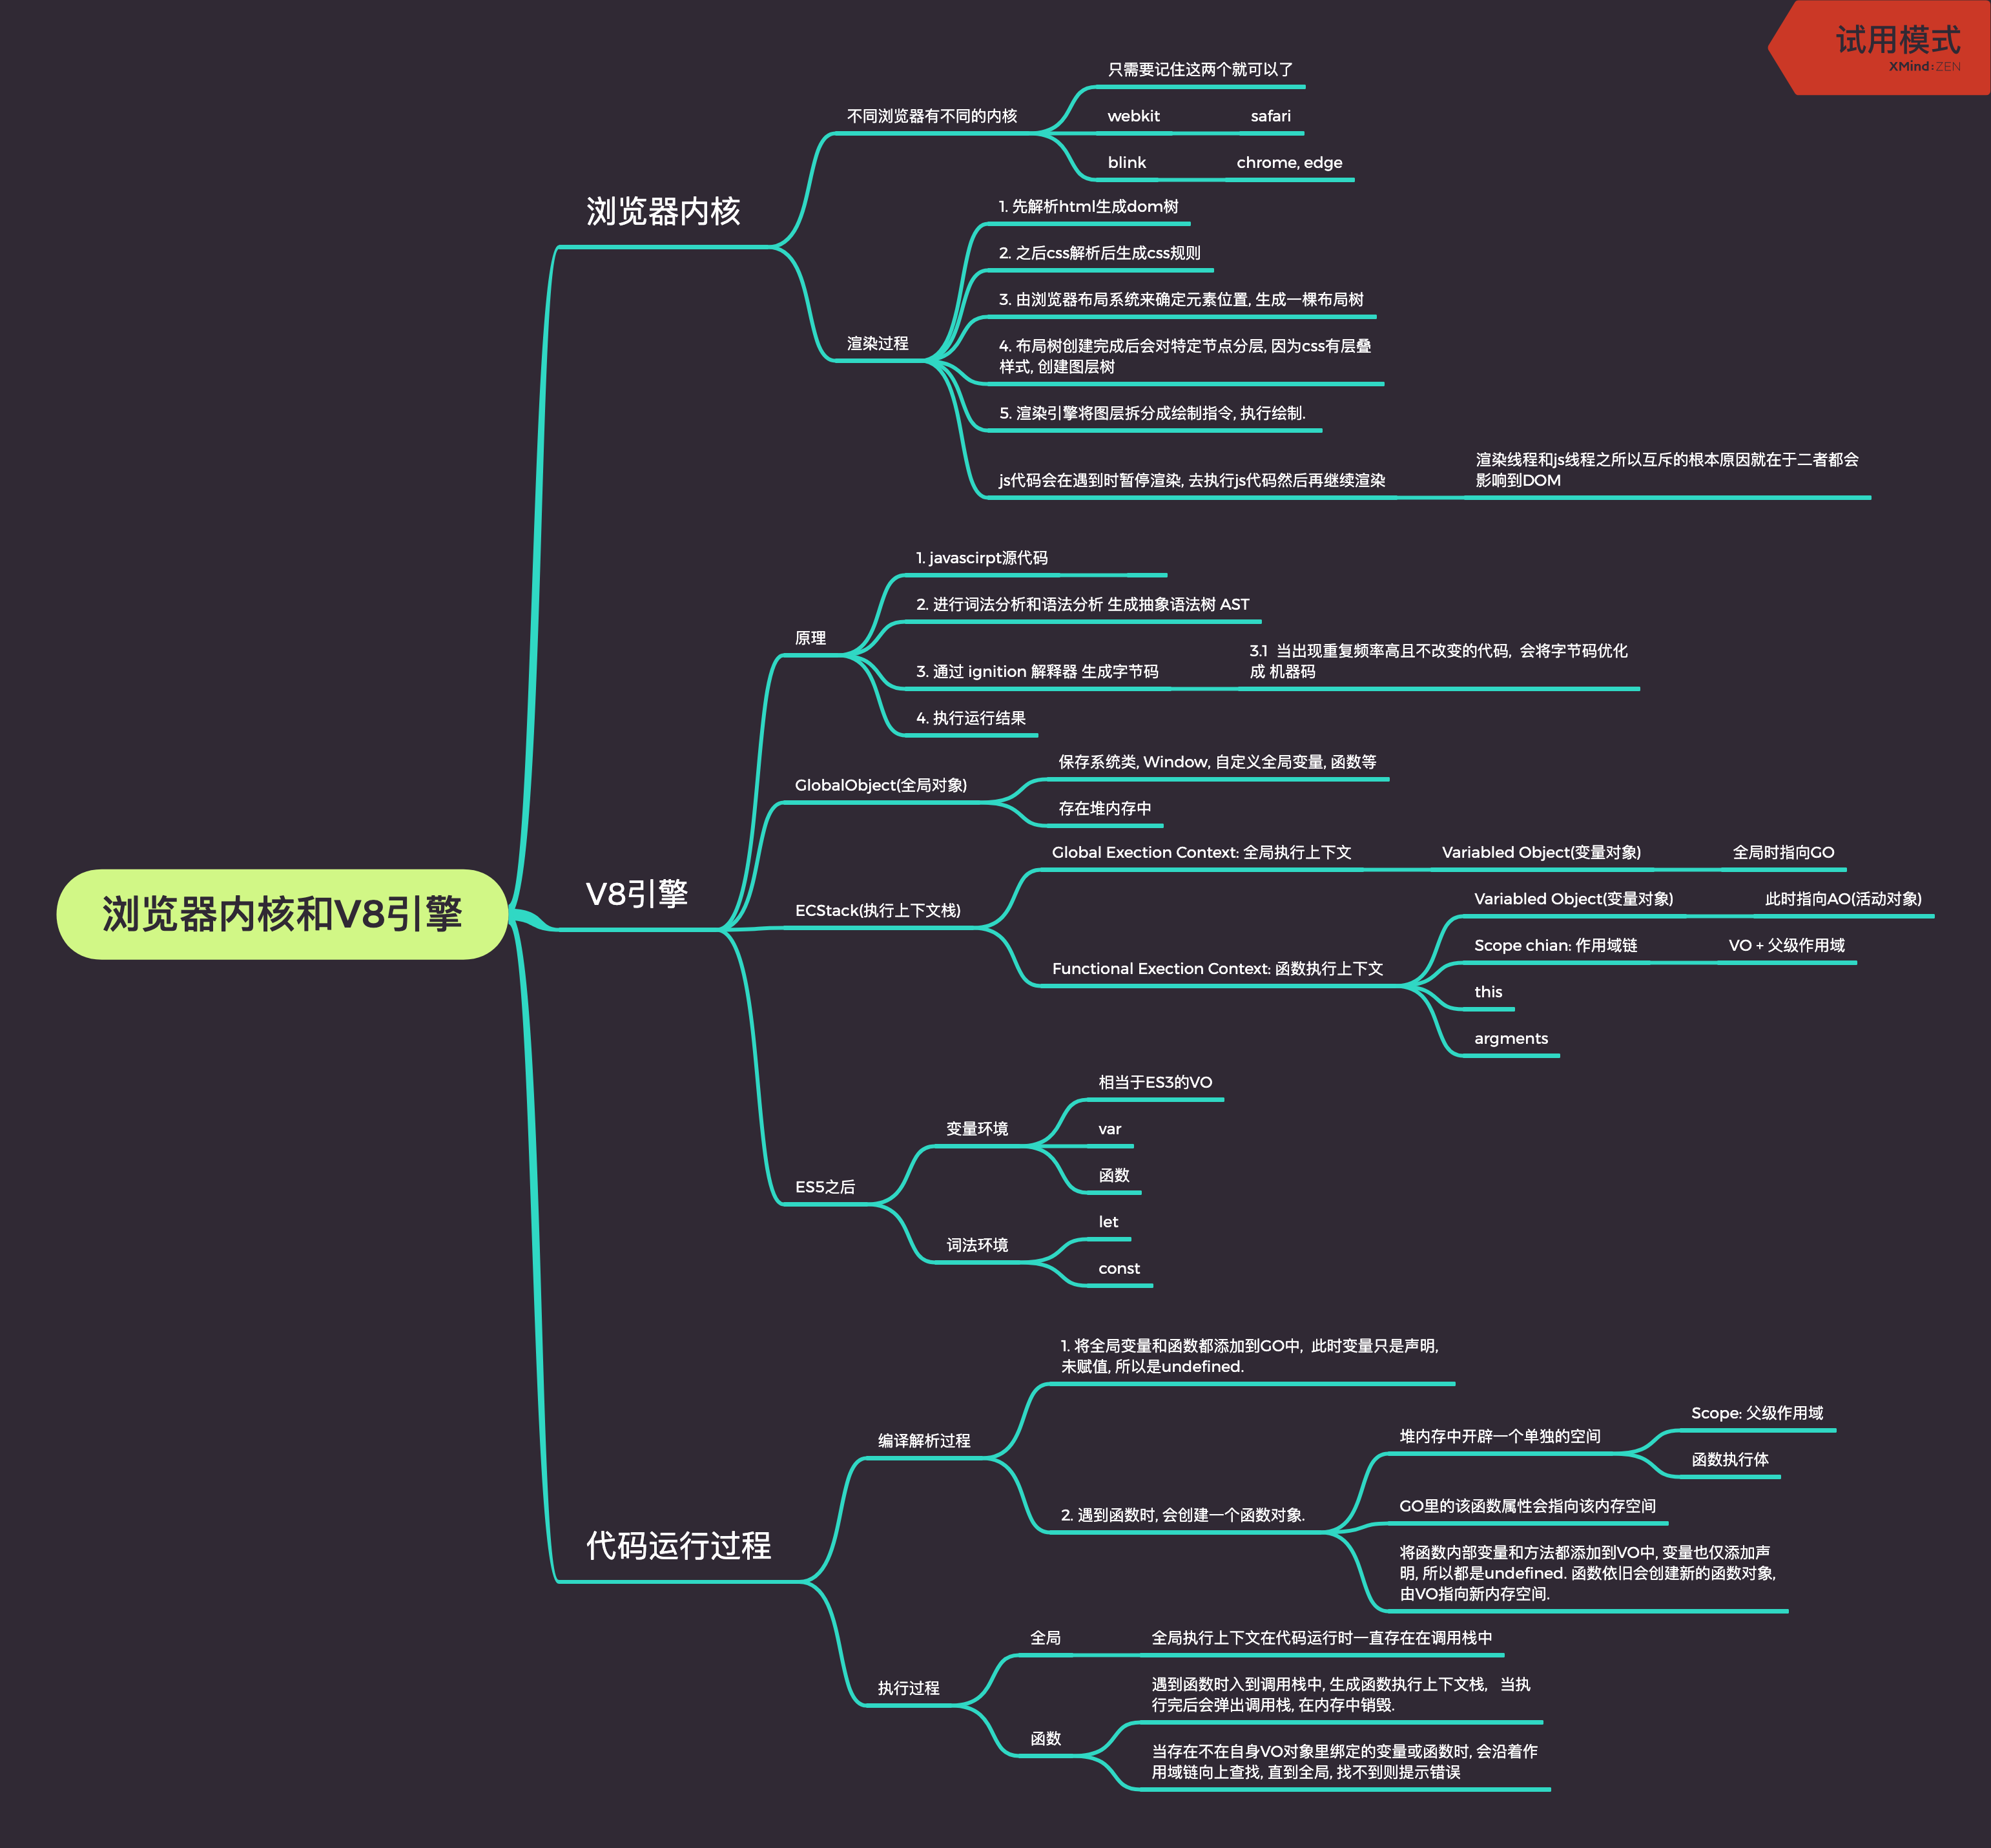 试用模式
XMind:ZEN
浏览器内核和V8引擎
浏览器内核
不同浏览器有不同的内核
只需要记住这两个就可以了
webkit
safari
blink
chrome, edge
渲染过程
1. 先解析html生成dom树
2. 之后css解析后生成css规则
3. 由浏览器布局系统来确定元素位置, 生成一棵布局树
4. 布局树创建完成后会对特定节点分层, 因为css有层叠
样式, 创建图层树
5. 渲染引擎将图层拆分成绘制指令, 执行绘制.
js代码会在遇到时暂停渲染, 去执行js代码然后再继续渲染
渲染线程和js线程之所以互斥的根本原因就在于二者都会
影响到DOM
V8引擎
原理
1. javascirpt源代码
2. 进行词法分析和语法分析 生成抽象语法树 AST
3. 通过 ignition 解释器 生成字节码
3.1 当出现重复频率高且不改变的代码, 会将字节码优化
成 机器码
4. 执行运行结果
GlobalObject(全局对象)
保存系统类, Window, 自定义全局变量, 函数等
存在堆内存中
ECStack(执行上下文栈)
Global Exection Context: 全局执行上下文
Variabled Object(变量对象)
全局时指向GO
Functional Exection Context: 函数执行上下文
Variabled Object(变量对象)
此时指向AO(活动对象)
Scope chian: 作用域链
VO + 父级作用域
this
argments
ES5之后
变量环境
相当于ES3的VO
var
函数
词法环境
let
const
代码运行过程
编译解析过程
1. 将全局变量和函数都添加到GO中, 此时变量只是声明,
未赋值, 所以是undefined.
2. 遇到函数时, 会创建一个函数对象.
堆内存中开辟一个单独的空间
Scope: 父级作用域
函数执行体
GO里的该函数属性会指向该内存空间
将函数内部变量和方法都添加到VO中, 变量也仅添加声
明, 所以都是undefined. 函数依旧会创建新的函数对象,
由VO指向新内存空间.
执行过程
全局
全局执行上下文在代码运行时一直存在在调用栈中
函数
遇到函数时入到调用栈中, 生成函数执行上下文栈, 当执
行完后会弹出调用栈, 在内存中销毁.
当存在不在自身VO对象里绑定的变量或函数时, 会沿着作
用域链向上查找, 直到全局, 找不到则提示错误